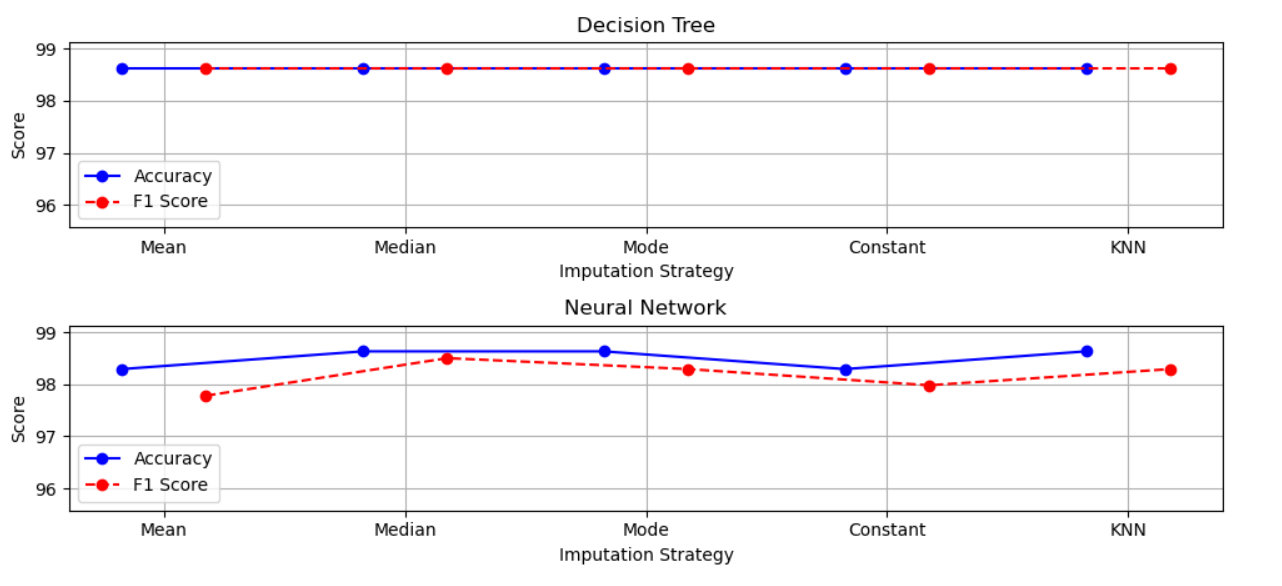 Decision Tree
99
98
97
96
Score
Accuracy
F1 Score
Mean Median Mode Constant KNN
Imputation Strategy
Neural Network
99
98
97
96
Score
Accuracy
F1 Score
Mean Median Mode Constant KNN
Imputation Strategy